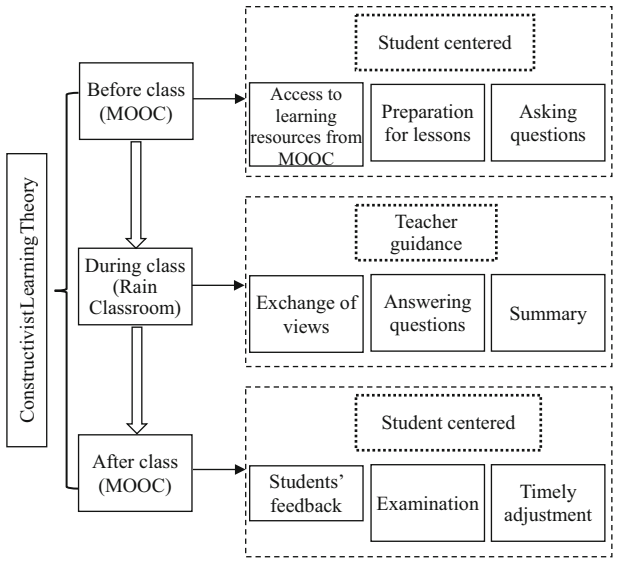 Constructivist Learning Theory
Before class
(MOOC)
Student centered
Access to
learning
resources from
MOOC
Preparation
for lessons
Asking
questions
During class
(Rain
Classroom)
Teacher
guidance
Exchange of
views
Answering
questions
Summary
After class
(MOOC)
Student centered
Students’
feedback
Examination
Timely
adjustment